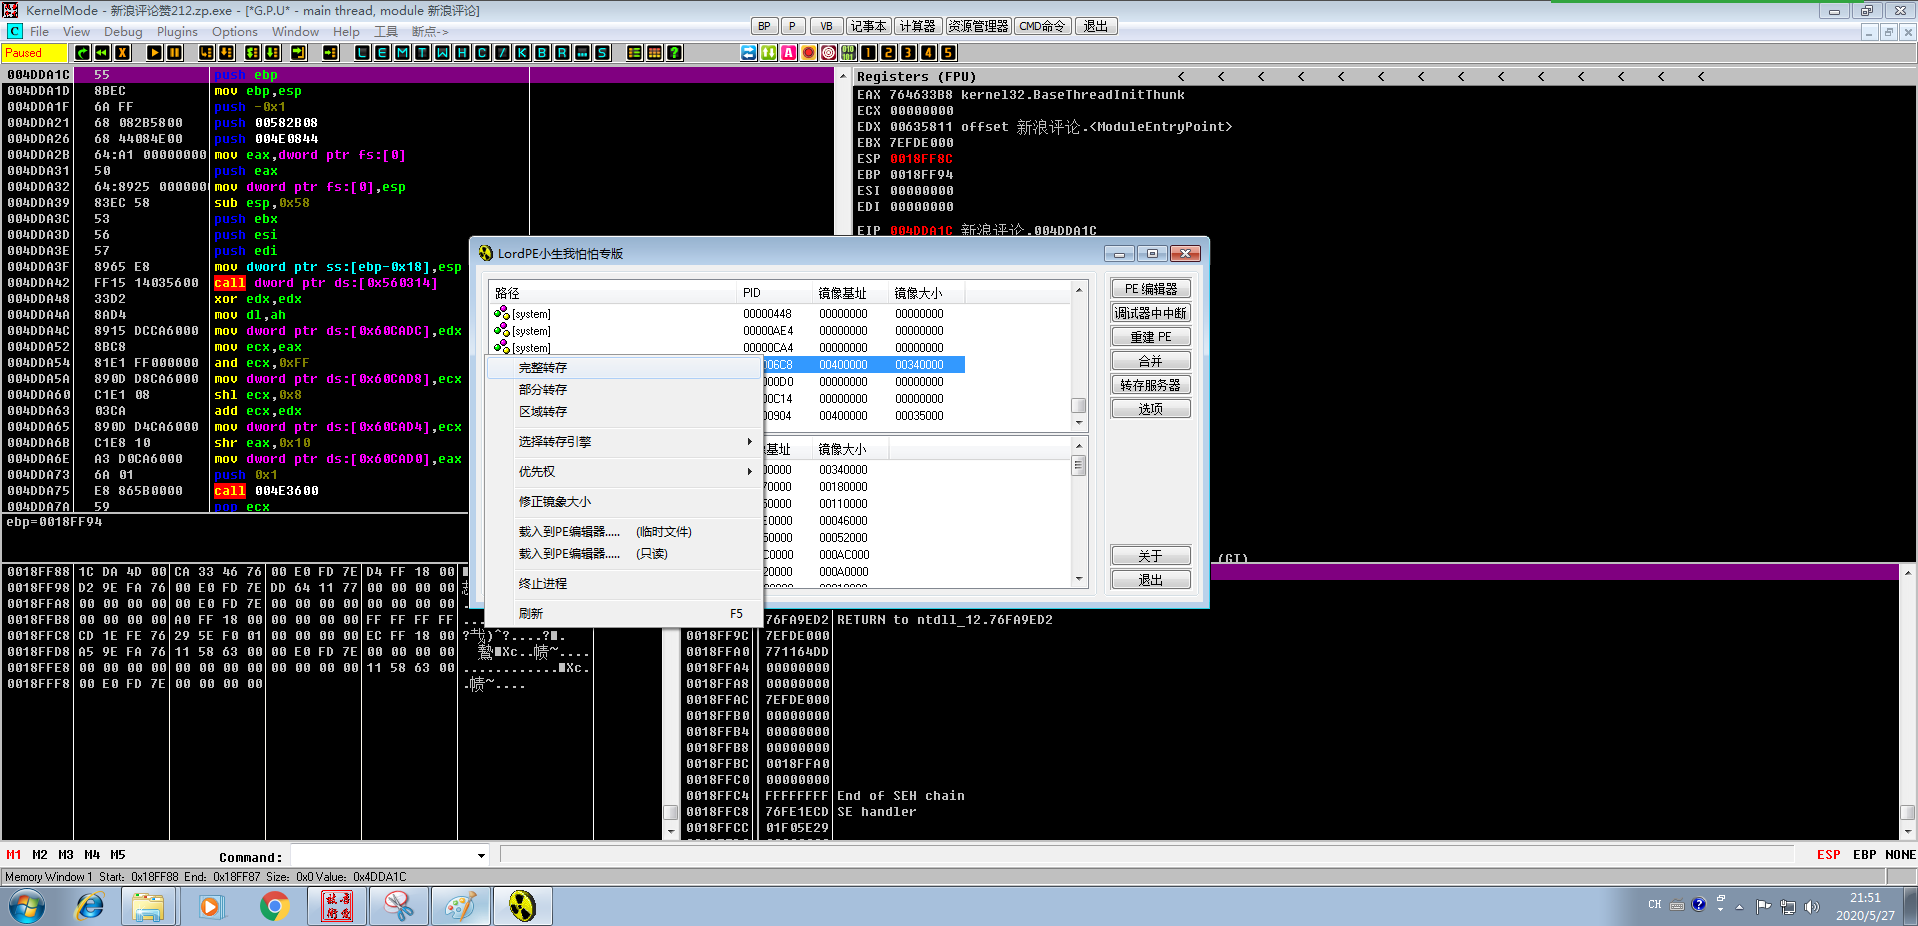 KernelMode - 新浪评论赞212.zp.exe - [*G.P.U* - main thread, module 新浪评论]
BP P VB 记事本 计算器 资源管理器 CMD命令 退出
C File View Debug Plugins Options Window Help 工具 断点->
Paused
L E M T W H C / K B R ... S
1 2 3 4 5
004DDA1C 55 push ebp
004DDA1D 8BEC mov ebp,esp
004DDA1F 6A FF push -0x1
004DDA21 68 082B5800 push 00582B08
004DDA26 68 44084E00 push 004E0844
004DDA2B 64:A1 00000000 mov eax,dword ptr fs:[0]
004DDA31 50 push eax
004DDA32 64:8925 0000000 mov dword ptr fs:[0],esp
004DDA39 83EC 58 sub esp,0x58
004DDA3C 53 push ebx
004DDA3D 56 push esi
004DDA3E 57 push edi
004DDA3F 8965 E8 mov dword ptr ss:[ebp-0x18],esp
004DDA42 FF15 14035600 call dword ptr ds:[0x560314]
004DDA48 33D2 xor edx,edx
004DDA4A 8AD4 mov dl,ah
004DDA4C 8915 DCCA6000 mov dword ptr ds:[0x60CADC],edx
004DDA52 8BC8 mov ecx,eax
004DDA54 81E1 FF000000 and ecx,0xFF
004DDA5A 890D D8CA6000 mov dword ptr ds:[0x60CAD8],ecx
004DDA60 C1E1 08 shl ecx,0x8
004DDA63 03CA add ecx,edx
004DDA65 890D D4CA6000 mov dword ptr ds:[0x60CAD4],ecx
004DDA6B C1E8 10 shr eax,0x10
004DDA6E A3 D0CA6000 mov dword ptr ds:[0x60CAD0],eax
004DDA73 6A 01 push 0x1
004DDA75 E8 865B0000 call 004E3600
004DDA7A 59 pop ecx
ebp=0018FF94
Registers (FPU) < < < < < < < < < < < < < <
EAX 764633B8 kernel32.BaseThreadInitThunk
ECX 00000000
EDX 00635811 offset 新浪评论.<ModuleEntryPoint>
EBX 7EFDE000
ESP 0018FF8C
EBP 0018FF94
ESI 00000000
EDI 00000000
EIP 004DDA1C 新浪评论.004DDA1C
(GT)
LordPE小生我怕怕专版
路径 PID 镜像基址 镜像大小
[system] 00000448 00000000 00000000
[system] 00000AE4 00000000 00000000
[system] 00000CA4 00000000 00000000
006C8 00400000 00340000
000D0 00000000 00000000
00C14 00000000 00000000
00904 00400000 00035000
基址 镜像大小
00000 00340000
70000 00180000
50000 00110000
E0000 00046000
50000 00052000
C0000 000AC000
20000 000A0000
PE 编辑器
调试器中中断
重建 PE
合并
转存服务器
选项
关于
退出
完整转存
部分转存
区域转存
选择转存引擎
优先权
修正镜象大小
载入到PE编辑器..... (临时文件)
载入到PE编辑器..... (只读)
终止进程
刷新 F5
0018FF88 1C DA 4D 00 CA 33 46 76 00 E0 FD 7E D4 FF 18 00
0018FF98 D2 9E FA 76 00 E0 FD 7E DD 64 11 77 00 00 00 00
0018FFA8 00 00 00 00 00 E0 FD 7E 00 00 00 00 00 00 00 00
0018FFB8 00 00 00 00 A0 FF 18 00 00 00 00 00 FF FF FF FF
0018FFC8 CD 1E FE 76 29 5E F0 01 00 00 00 00 EC FF 18 00
0018FFD8 A5 9E FA 76 11 58 63 00 00 E0 FD 7E 00 00 00 00
0018FFE8 00 00 00 00 00 00 00 00 00 00 00 00 11 58 63 00
0018FFF8 00 E0 FD 7E 00 00 00 00
76FA9ED2 RETURN to ntdll_12.76FA9ED2
0018FF9C 7EFDE000
0018FFA0 771164DD
0018FFA4 00000000
0018FFA8 00000000
0018FFAC 7EFDE000
0018FFB0 00000000
0018FFB4 00000000
0018FFB8 00000000
0018FFBC 0018FFA0
0018FFC0 00000000
0018FFC4 FFFFFFFF End of SEH chain
0018FFC8 76FE1ECD SE handler
0018FFCC 01F05E29
M1 M2 M3 M4 M5 Command: ESP EBP NONE
Memory Window 1 Start: 0x18FF88 End: 0x18FF87 Size: 0x0 Value: 0x4DDA1C
CH
21:51
2020/5/27